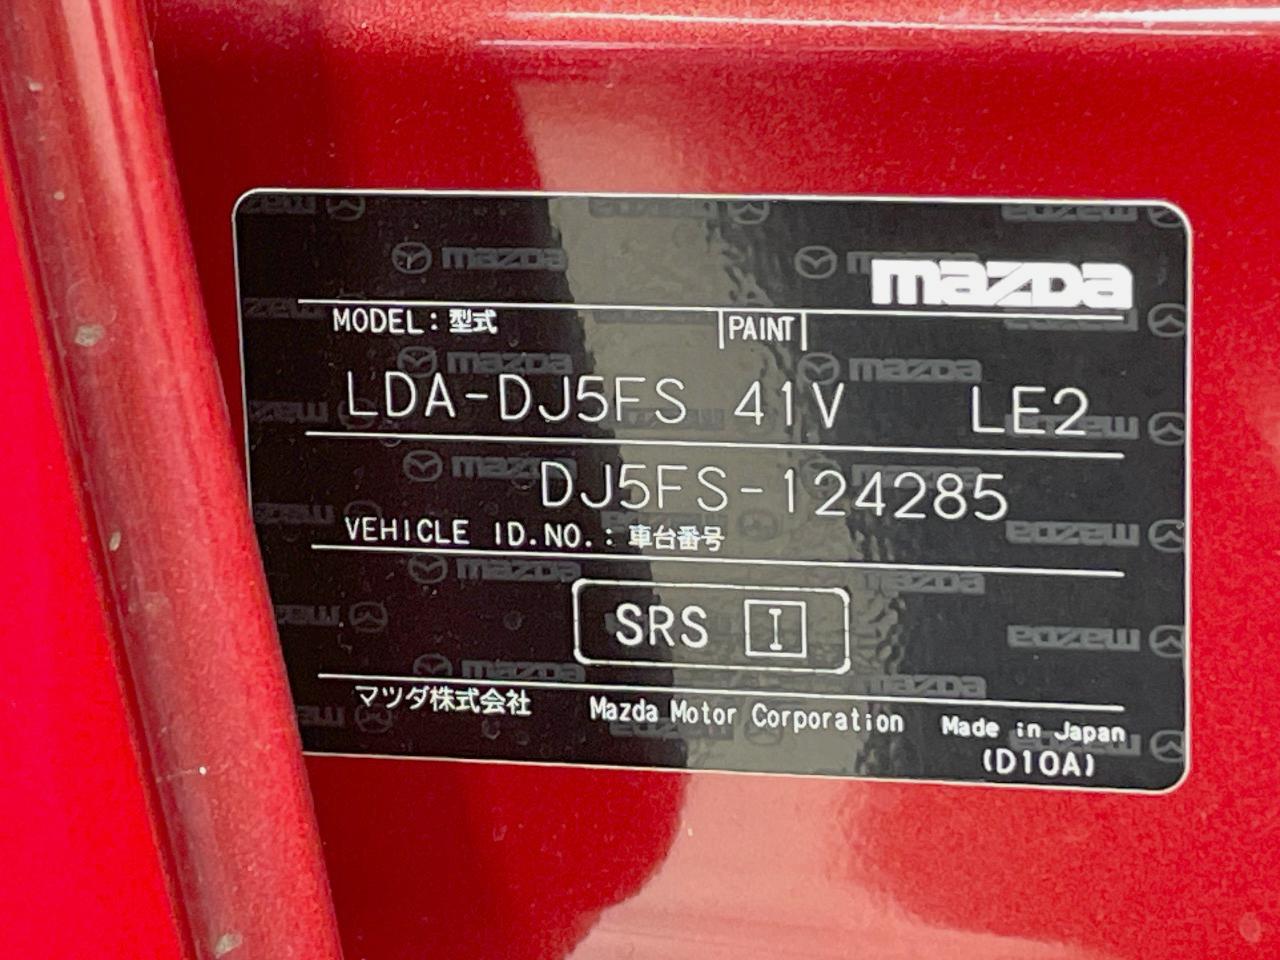 mazda
MODEL: 型式 PAINT
LDA-DJ5FS 41V LE2
DJ5FS-124285
VEHICLE ID.NO.: 車台番号
SRS I
マツダ株式会社 Mazda Motor Corporation Made in Japan
(D10A)